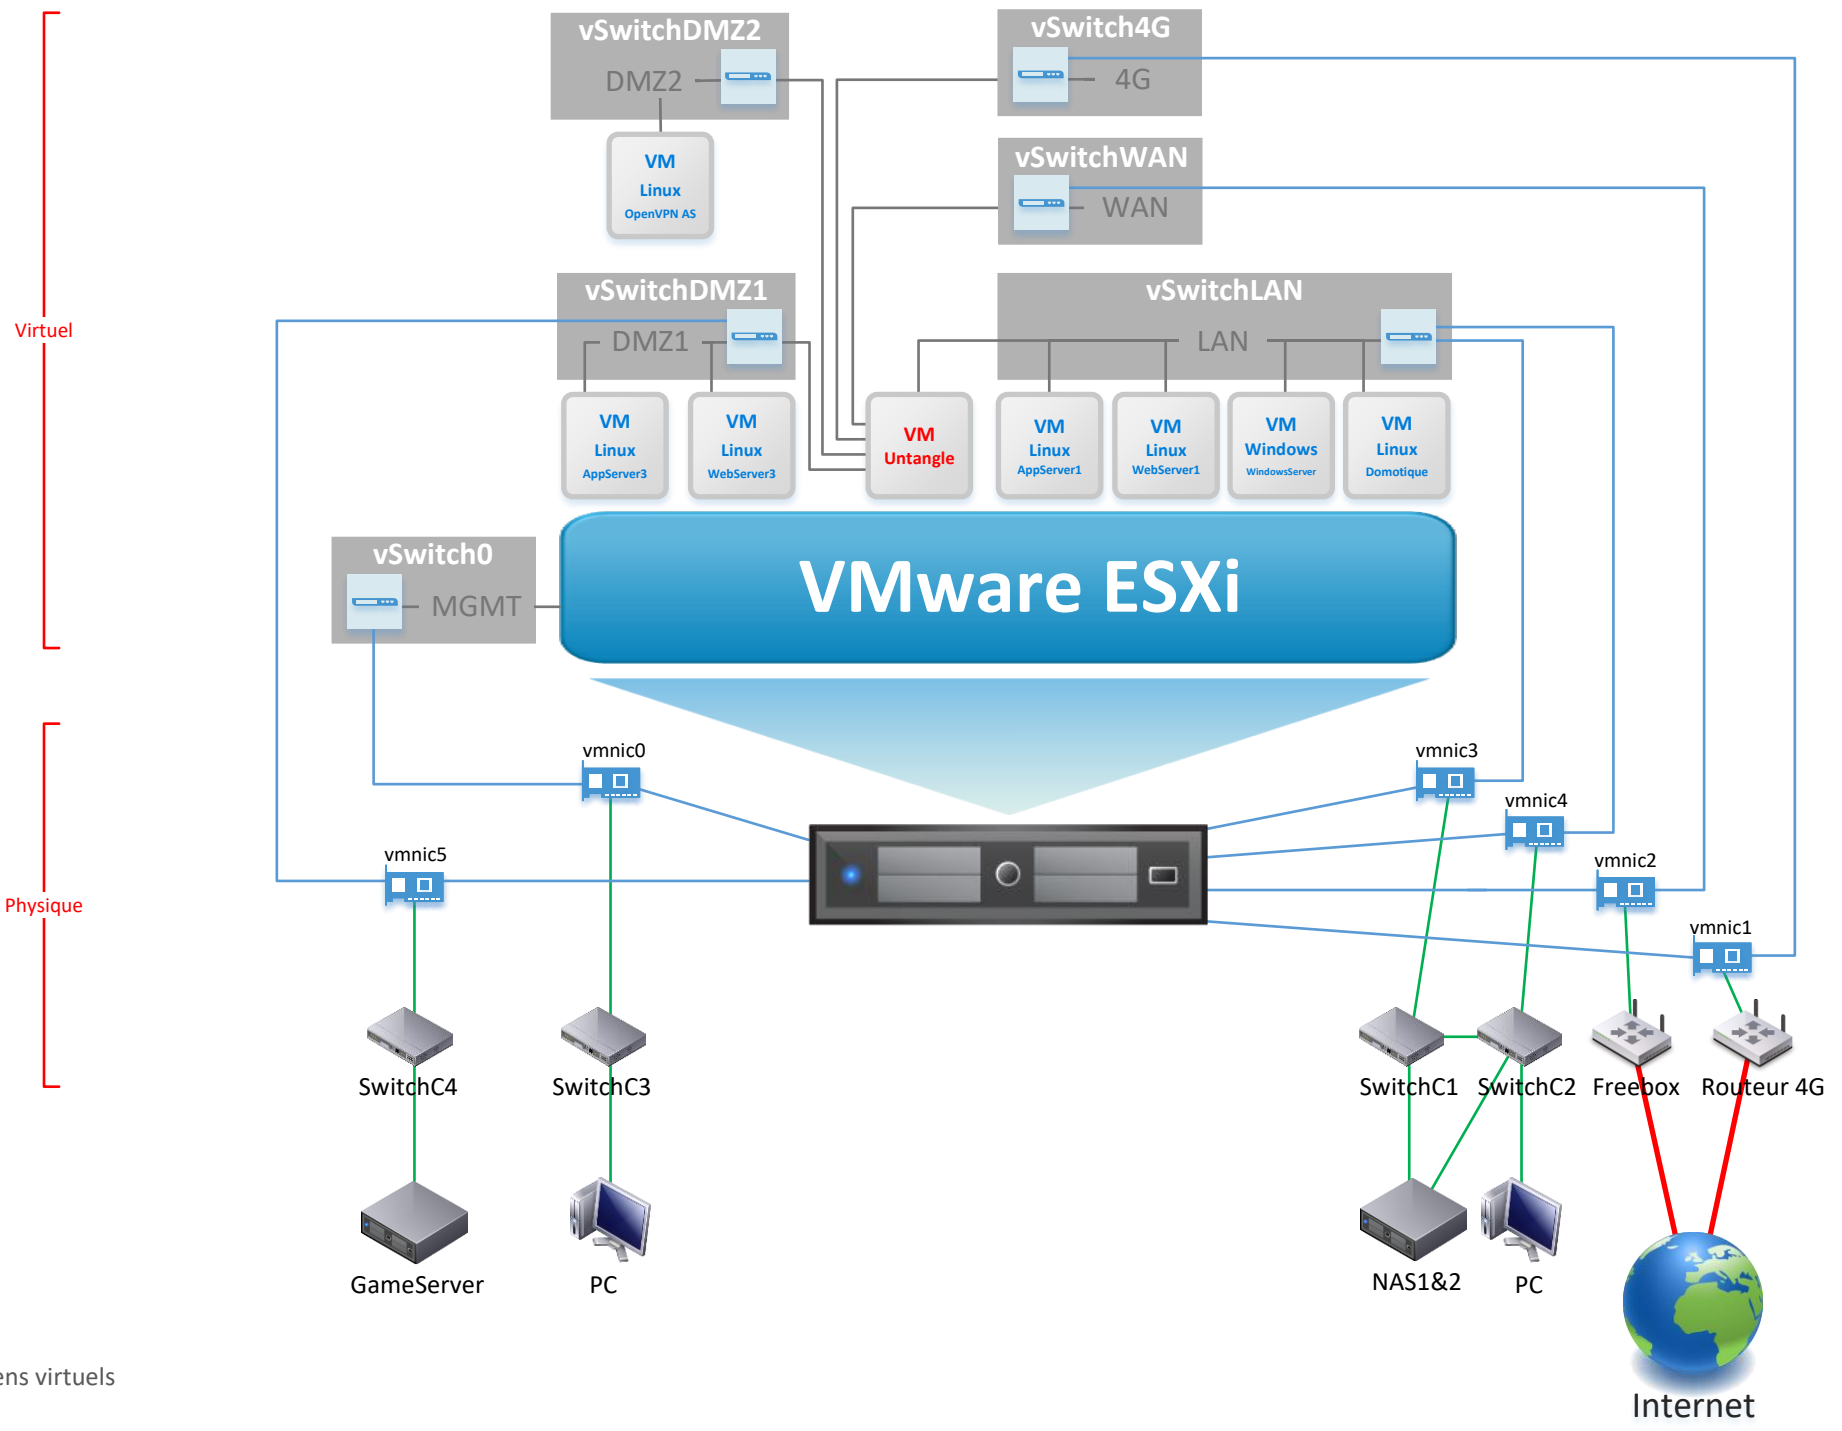 vSwitchDMZ2
DMZ2
VM
Linux
OpenVPN AS
vSwitch4G
4G
vSwitchWAN
WAN
Virtuel
vSwitchDMZ1
DMZ1
vSwitchLAN
LAN
VM
Linux
AppServer3
VM
Linux
WebServer3
VM
Untangle
VM
Linux
AppServer1
VM
Linux
WebServer1
VM
Windows
WindowsServer
VM
Linux
Domotique
vSwitch0
MGMT
VMware ESXi
Physique
vmnic0
vmnic3
vmnic4
vmnic5
vmnic2
vmnic1
SwitchC4
SwitchC3
SwitchC1
SwitchC2
Freebox
Routeur 4G
GameServer
PC
NAS1&2
PC
ens virtuels
Internet